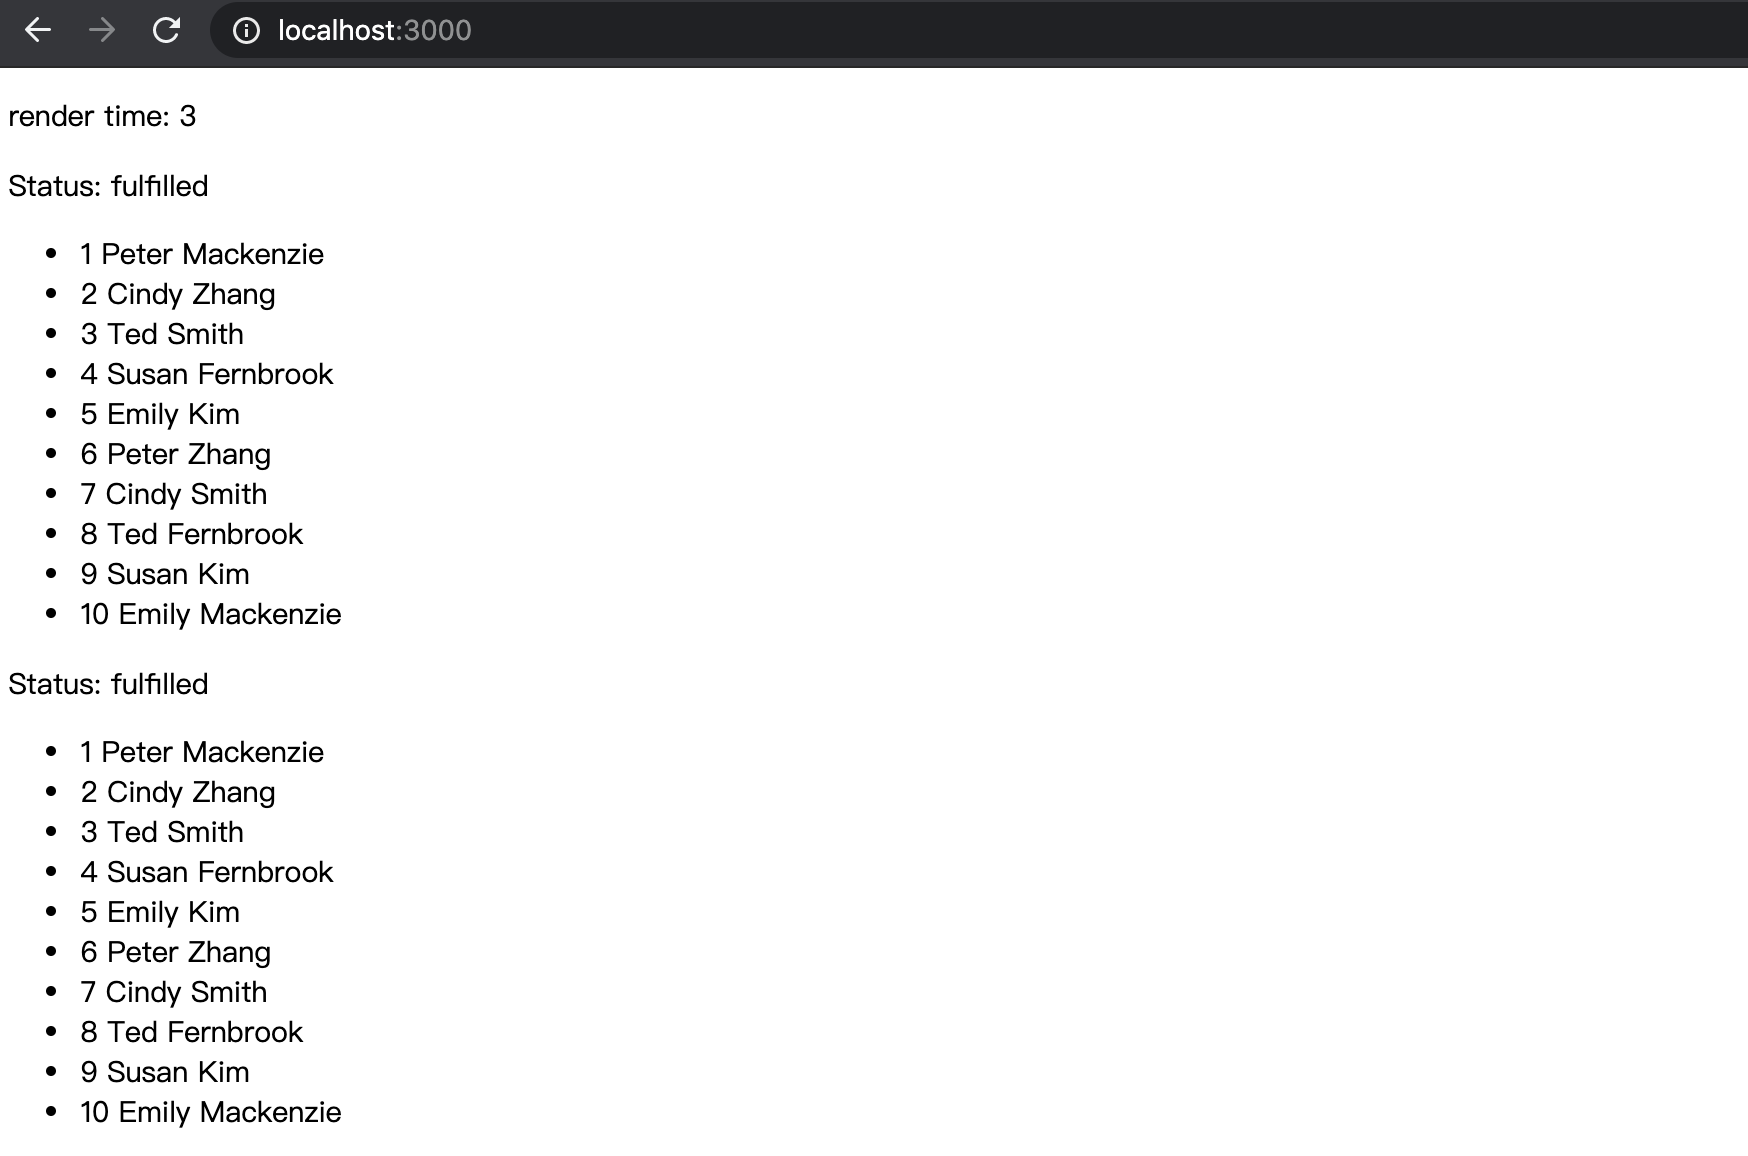 localhost:3000
render time: 3
Status: fulfilled
• 1 Peter Mackenzie
• 2 Cindy Zhang
• 3 Ted Smith
• 4 Susan Fernbrook
• 5 Emily Kim
• 6 Peter Zhang
• 7 Cindy Smith
• 8 Ted Fernbrook
• 9 Susan Kim
• 10 Emily Mackenzie
Status: fulfilled
• 1 Peter Mackenzie
• 2 Cindy Zhang
• 3 Ted Smith
• 4 Susan Fernbrook
• 5 Emily Kim
• 6 Peter Zhang
• 7 Cindy Smith
• 8 Ted Fernbrook
• 9 Susan Kim
• 10 Emily Mackenzie